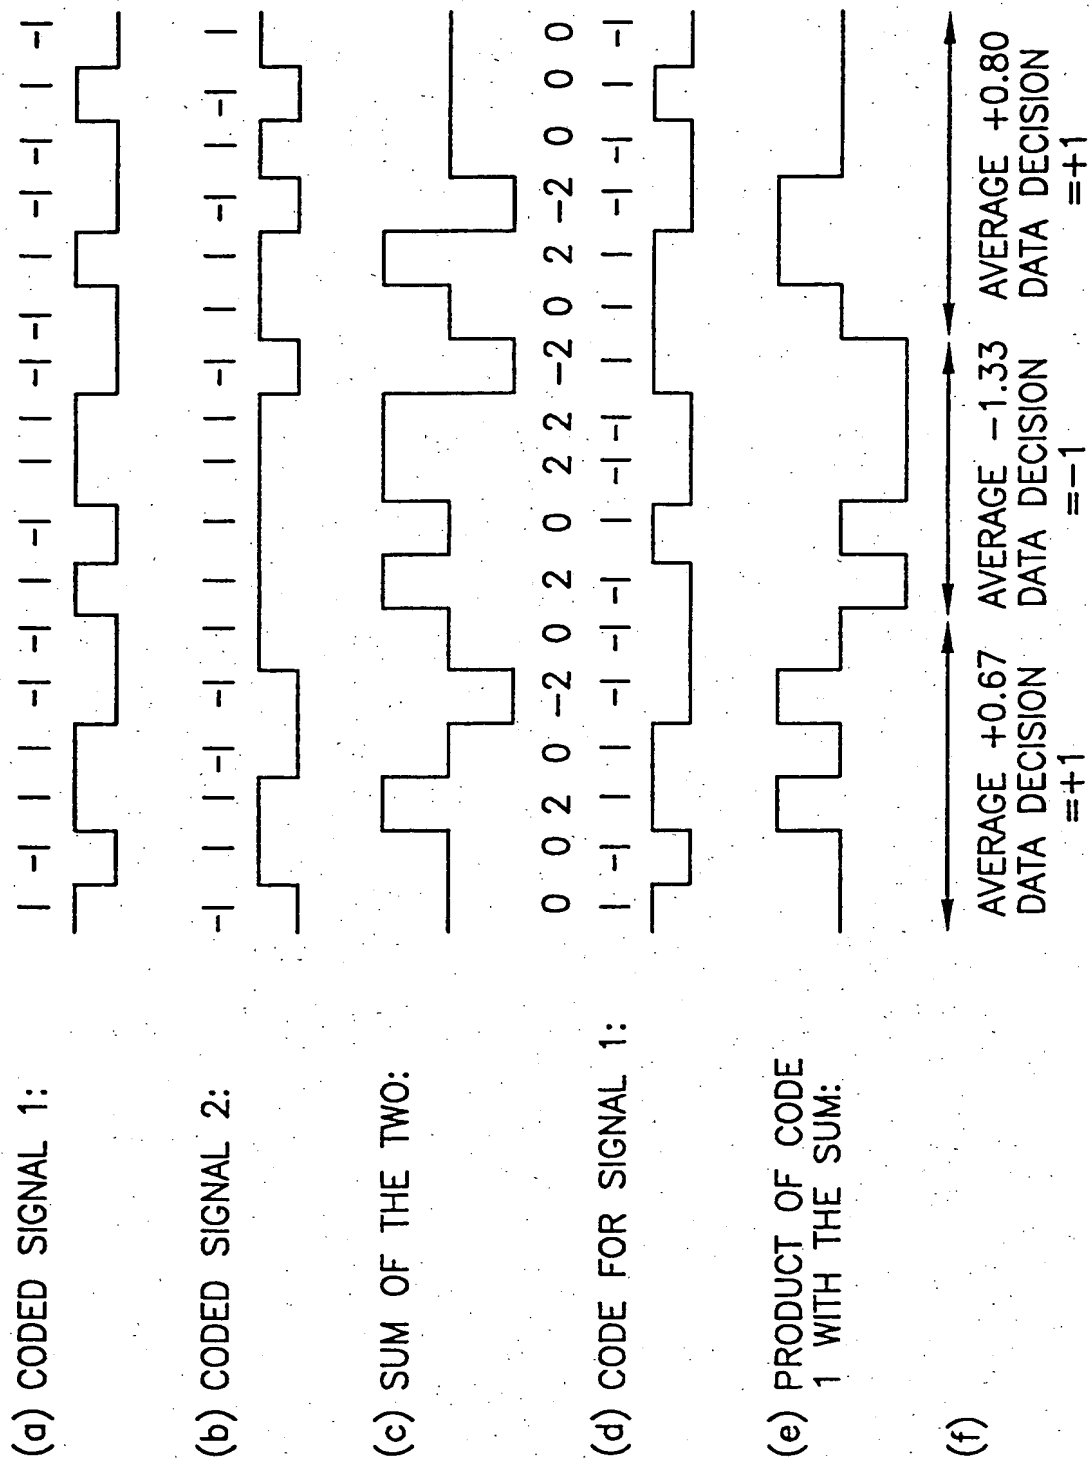 (a) CODED SIGNAL 1: 1 -1 1 1 -1 -1 1 -1 1 1 -1 -1 1 -1 -1 1 -1
(b) CODED SIGNAL 2: -1 1 1 -1 -1 1 1 1 1 1 -1 1 1 -1 1 -1 1
(c) SUM OF THE TWO:
0 0 2 0 -2 0 2 0 2 2 -2 0 2 -2 0 0 0
(d) CODE FOR SIGNAL 1: 1 -1 1 1 -1 -1 -1 1 -1 -1 1 1 1 -1 -1 1 -1
(e) PRODUCT OF CODE
1 WITH THE SUM:
(f)
AVERAGE +0.67
DATA DECISION
=+1
AVERAGE -1.33
DATA DECISION
=-1
AVERAGE +0.80
DATA DECISION
=+1